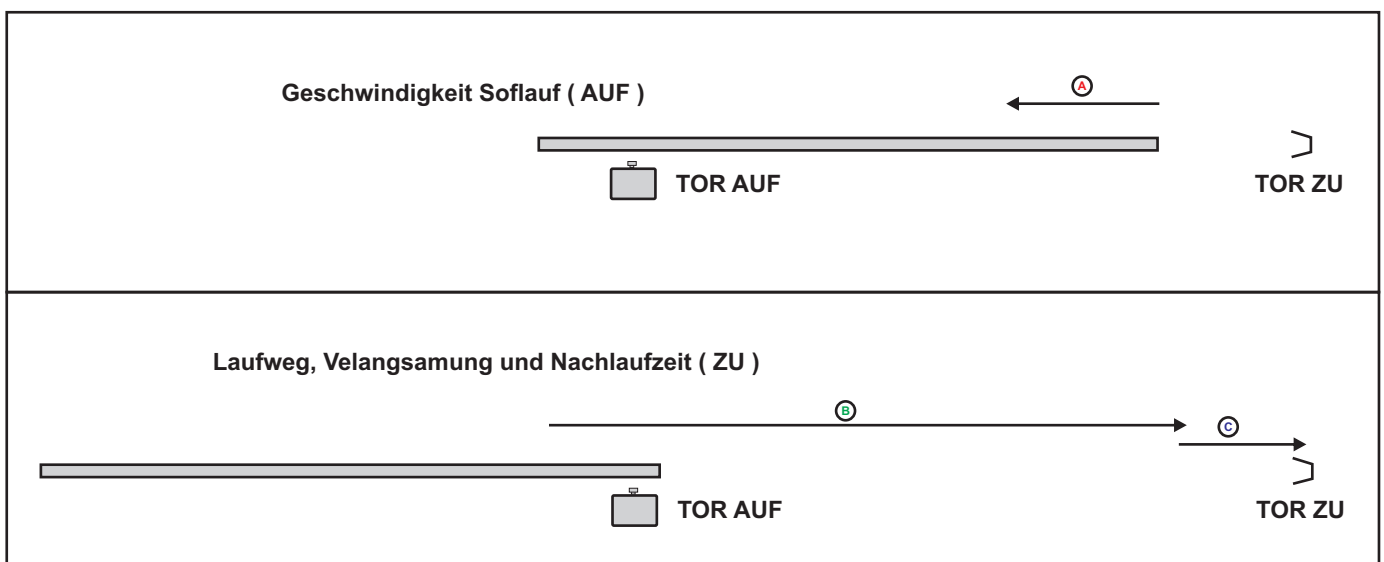 Geschwindigkeit Soflauf ( AUF )
A
TOR AUF
TOR ZU
Laufweg, Velangsamung und Nachlaufzeit ( ZU )
B
C
TOR AUF
TOR ZU